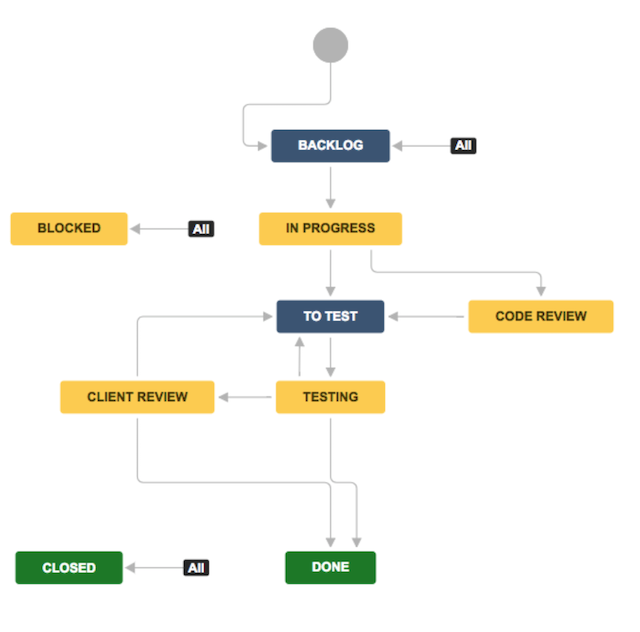 BACKLOG
All
BLOCKED
All
IN PROGRESS
TO TEST
CODE REVIEW
CLIENT REVIEW
TESTING
CLOSED
All
DONE